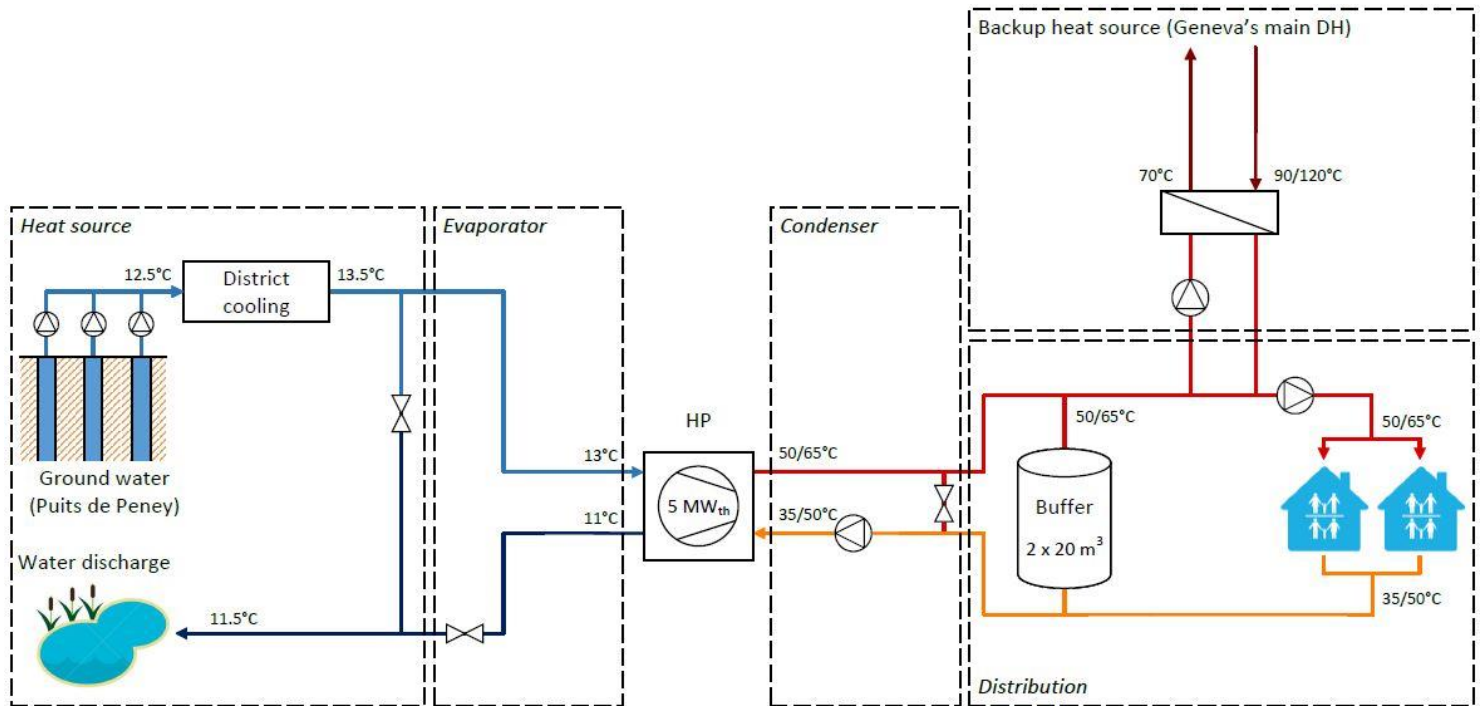 Backup heat source (Geneva's main DH)
70°C
90/120°C
Heat source
Evaporator
Condenser
12.5°C
District
cooling
13.5°C
Ground water
(Puits de Peney)
HP
13°C
5 MWth
11°C
50/65°C
35/50°C
50/65°C
Buffer
2 x 20 m³
50/65°C
35/50°C
Water discharge
11.5°C
Distribution